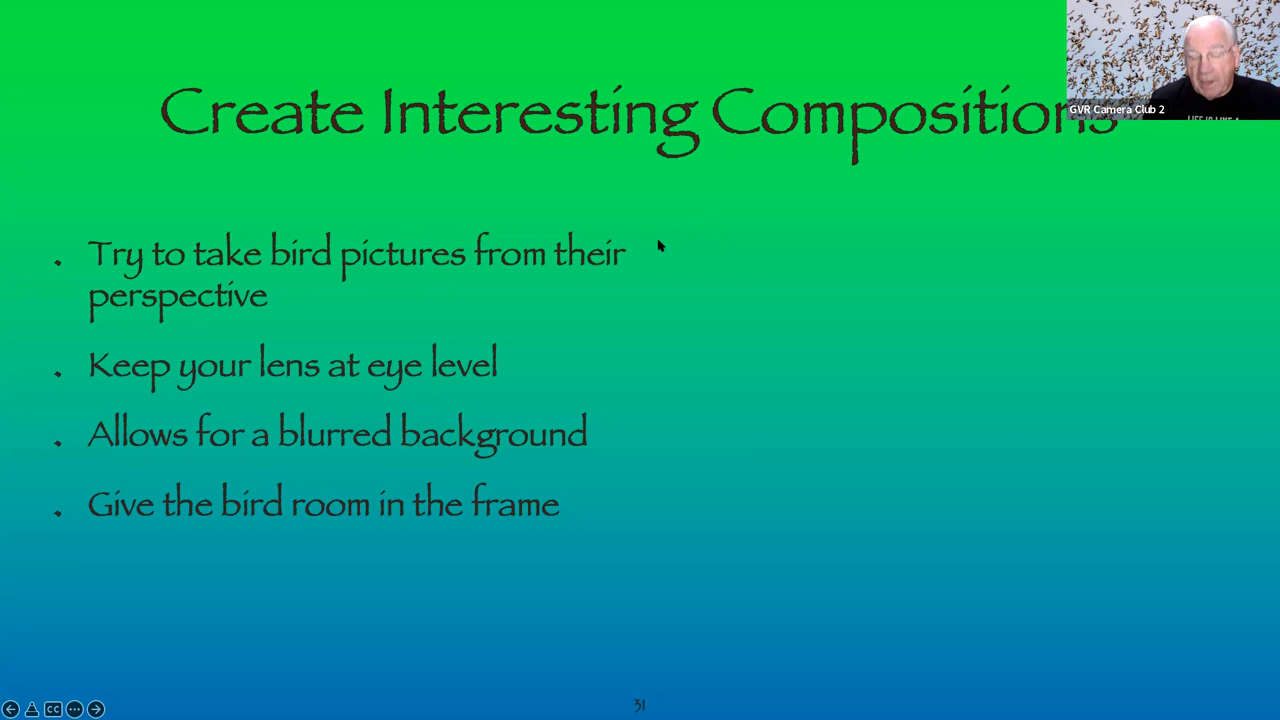 Create Interesting Compositions
GVR Camera Club 2
. Try to take bird pictures from their
perspective
. Keep your lens at eye level
. Allows for a blurred background
. Give the bird room in the frame
CC
31